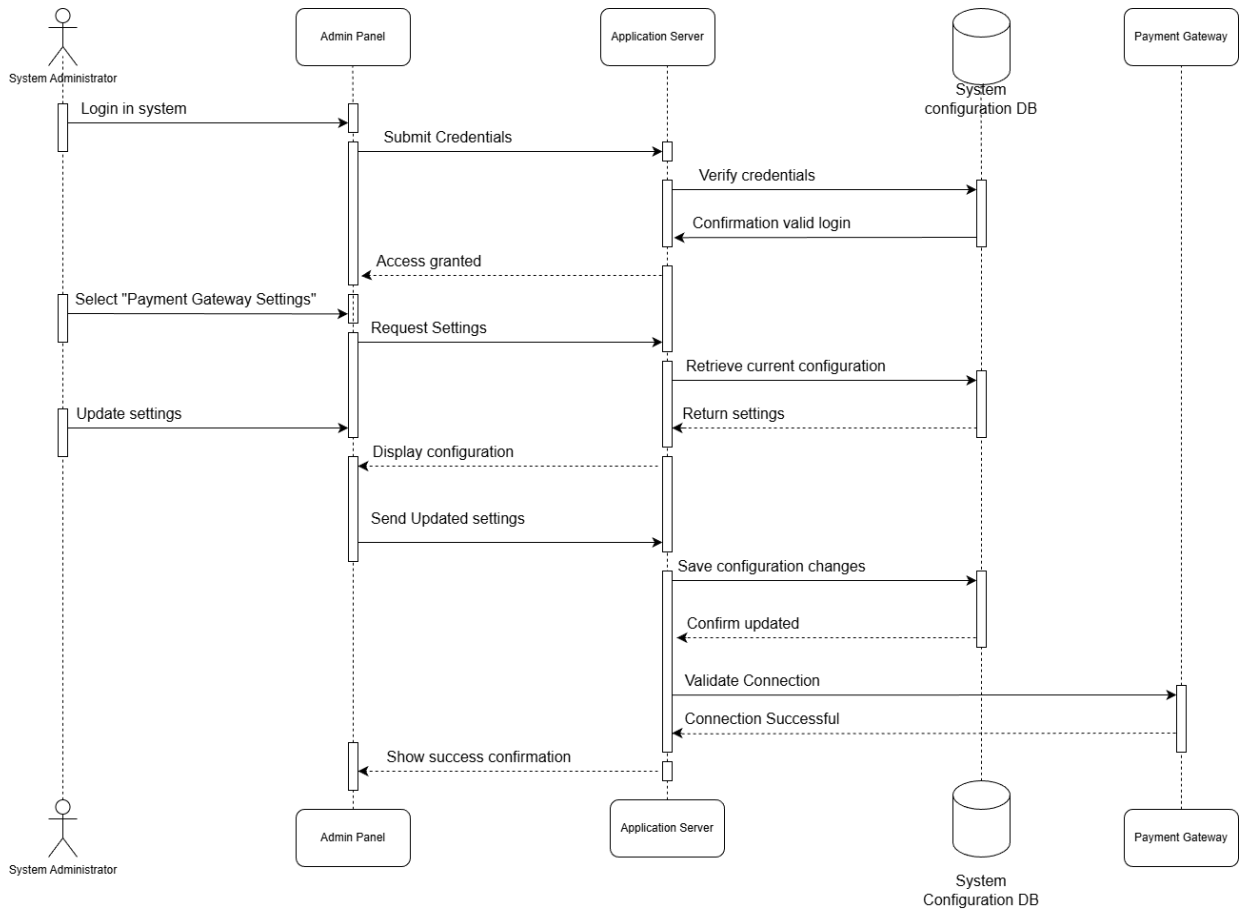 System Administrator
Admin Panel
Application Server
System
configuration DB
Payment Gateway
Login in system
Submit Credentials
Verify credentials
Confirmation valid login
Access granted
Select "Payment Gateway Settings"
Request Settings
Retrieve current configuration
Update settings
Return settings
Display configuration
Send Updated settings
Save configuration changes
Confirm updated
Validate Connection
Connection Successful
Show success confirmation
System Administrator
Admin Panel
Application Server
System
Configuration DB
Payment Gateway